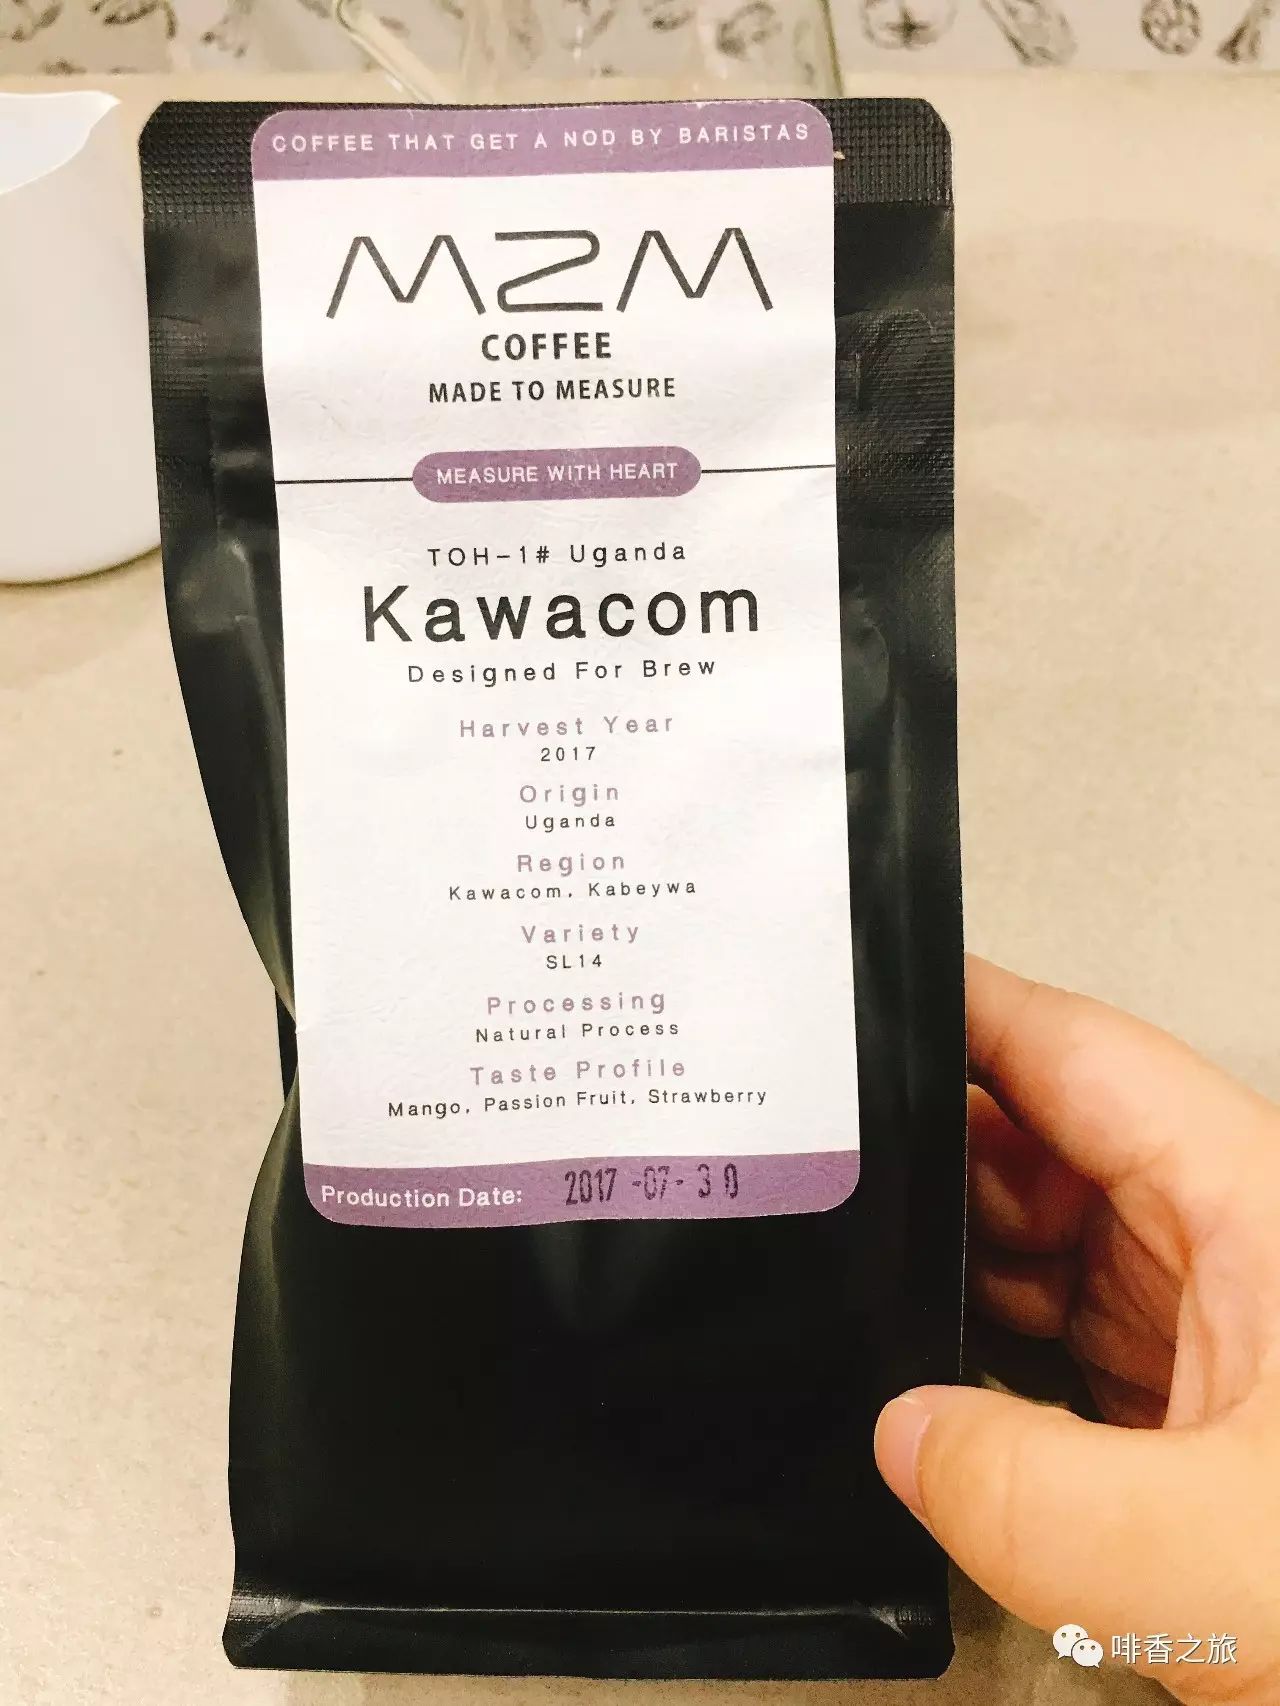 COFFEE THAT GET A NOD BY BARISTAS
M2M
COFFEE
MADE TO MEASURE
MEASURE WITH HEART
TOH-1# Uganda
Kawacom
Designed For Brew
Harvest Year
2017
Origin
Uganda
Region
Kawacom, Kabeywa
Variety
SL14
Processing
Natural Process
Taste Profile
Mango, Passion Fruit, Strawberry
Production Date: 2017-07-30
啡香之旅